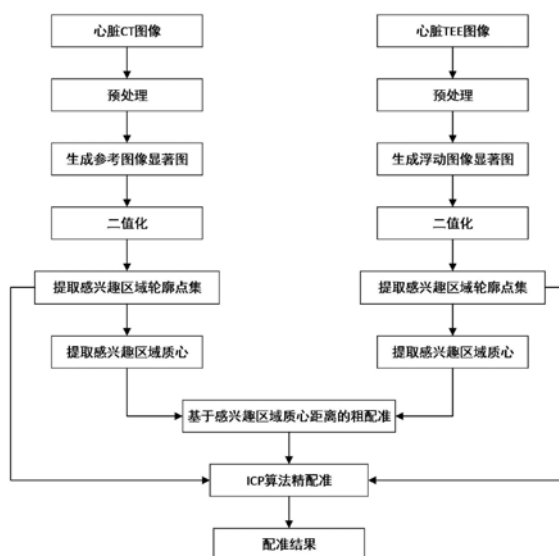 心脏CT图像
心脏TEE图像
预处理
预处理
生成参考图像显著图
生成浮动图像显著图
二值化
二值化
提取感兴趣区域轮廓点集
提取感兴趣区域轮廓点集
提取感兴趣区域质心
提取感兴趣区域质心
基于感兴趣区域质心距离的粗配准
ICP算法精配准
配准结果